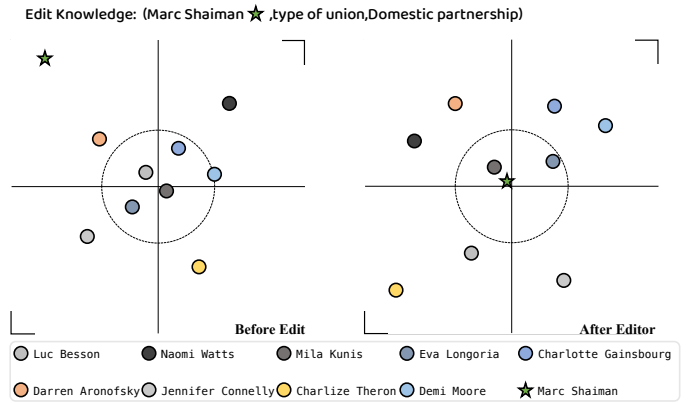 Edit Knowledge: (Marc Shaiman ★ ,type of union,Domestic partnership)
Before Edit
After Editor
Luc Besson Naomi Watts Mila Kunis Eva Longoria Charlotte Gainsbourg
Darren Aronofsky Jennifer Connelly Charlize Theron Demi Moore Marc Shaiman